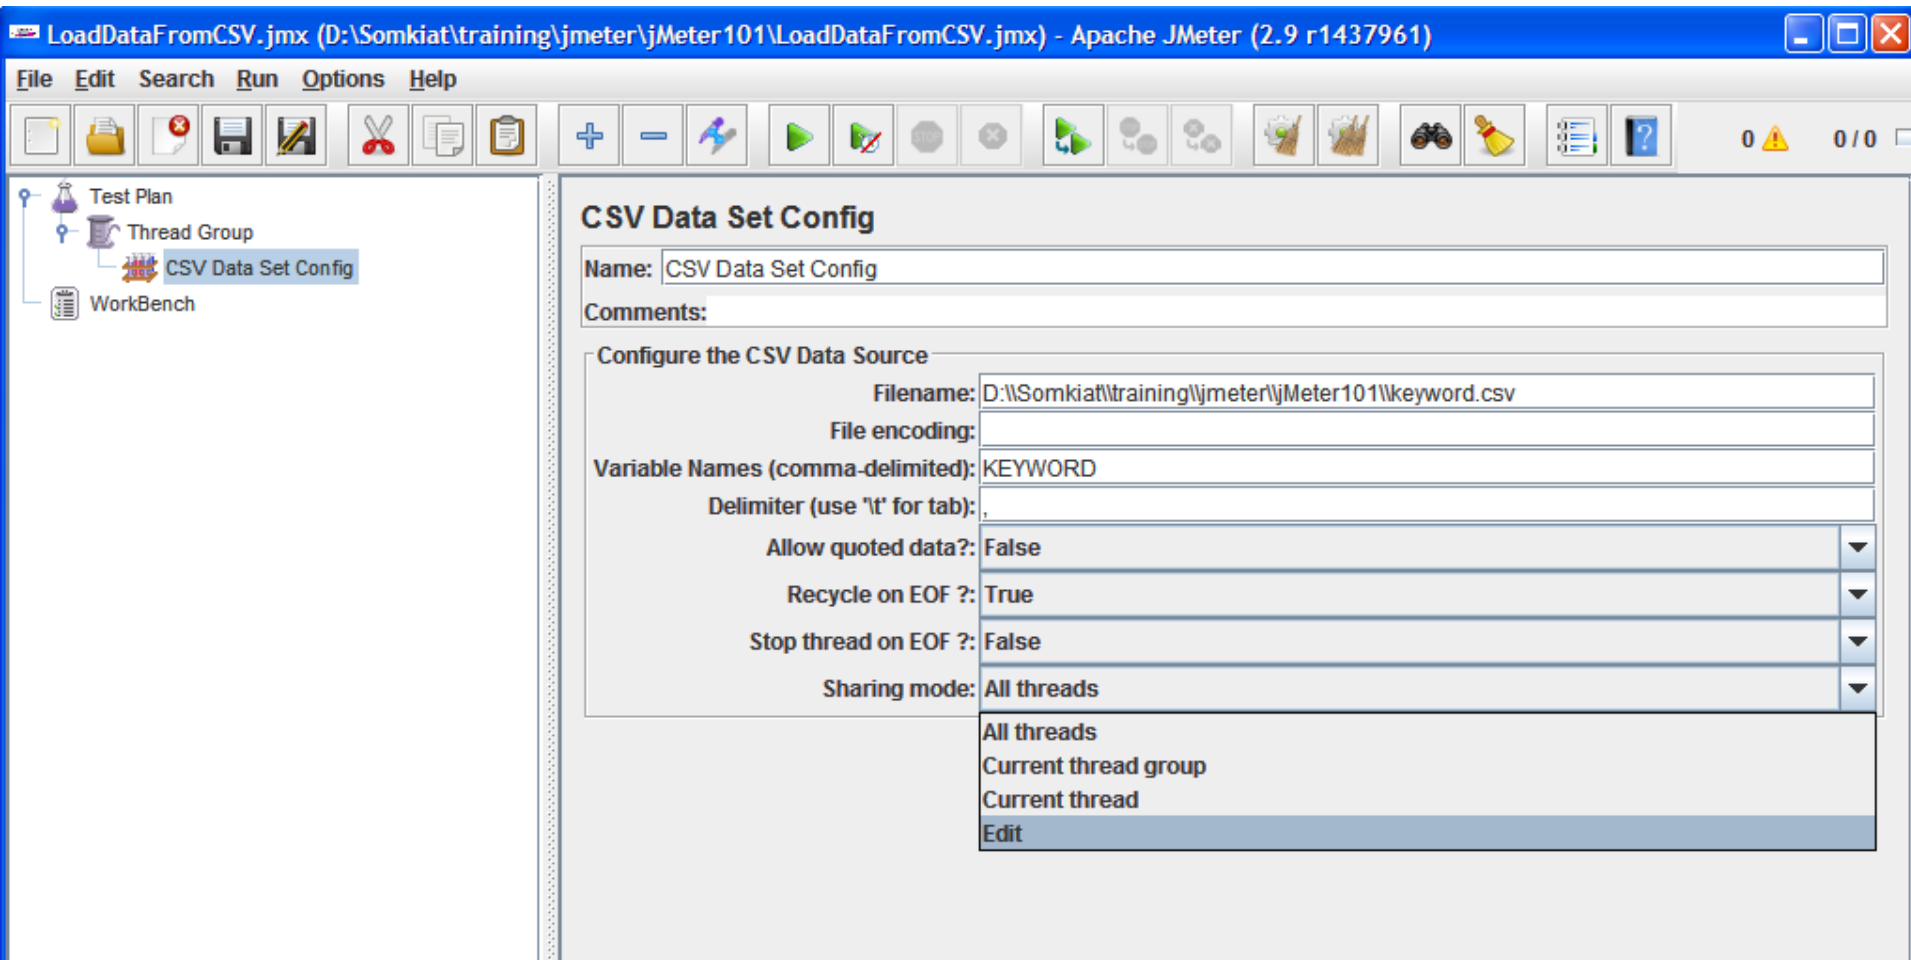 LoadDataFromCSV.jmx (D:\Somkiat\training\jmeter\jMeter101\LoadDataFromCSV.jmx) - Apache JMeter (2.9 r1437961)
File Edit Search Run Options Help
STOP
0 0 / 0
Test Plan
Thread Group
CSV Data Set Config
WorkBench
CSV Data Set Config
Name: CSV Data Set Config
Comments:
Configure the CSV Data Source
Filename: D:\\Somkiat\\training\\jmeter\\jMeter101\\keyword.csv
File encoding:
Variable Names (comma-delimited): KEYWORD
Delimiter (use '\t' for tab): ,
Allow quoted data?: False
Recycle on EOF ?: True
Stop thread on EOF ?: False
Sharing mode: All threads
All threads
Current thread group
Current thread
Edit